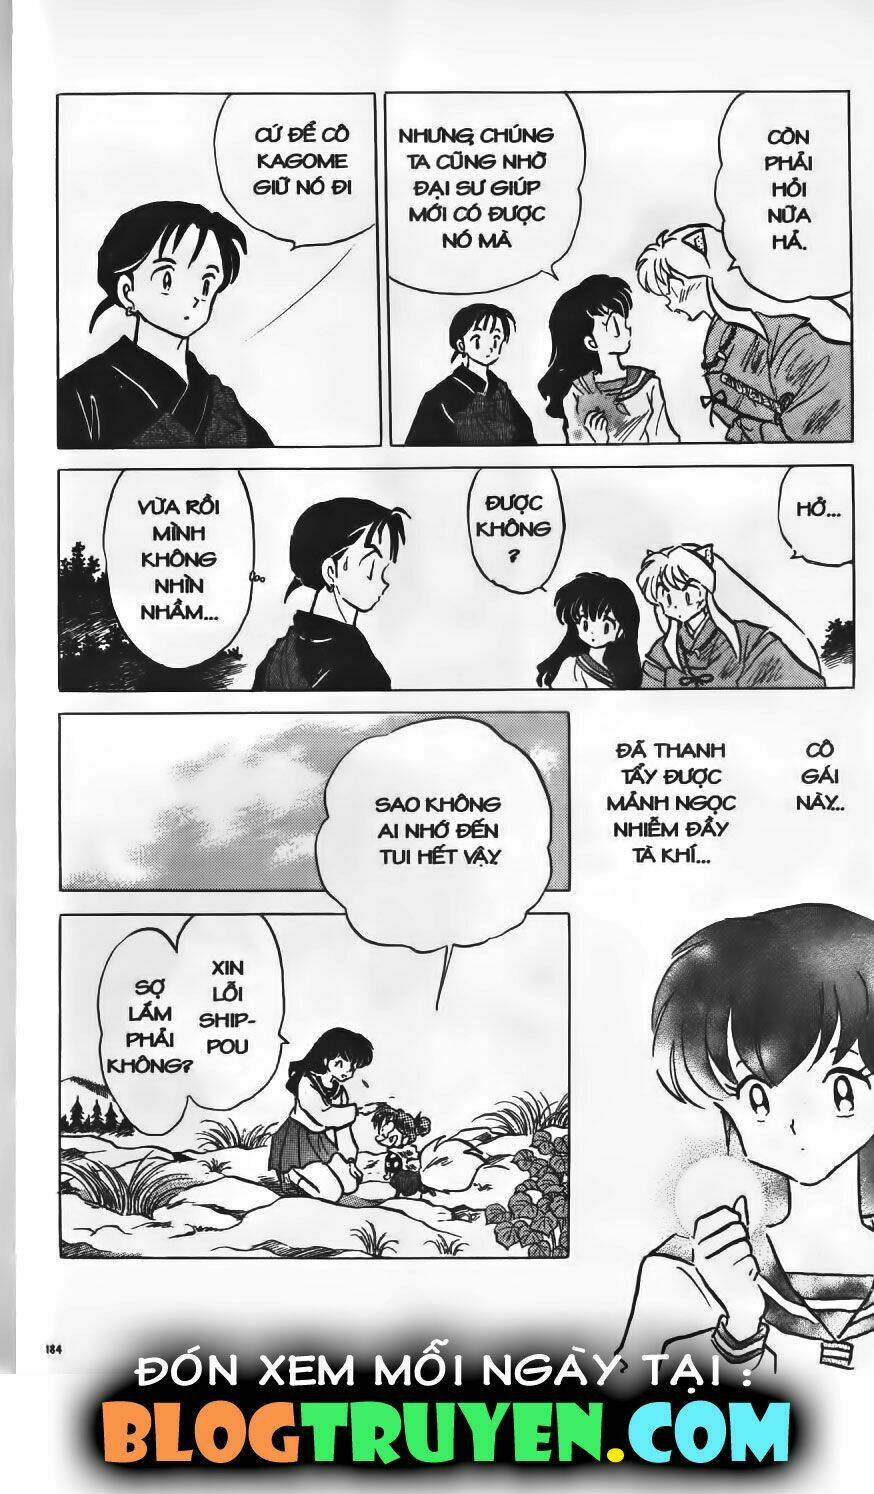 CÒN
PHẢI
HỎI
NỮA
HẢ.
NHƯNG, CHÚNG
TA CŨNG NHỜ
ĐẠI SƯ GIÚP
MỚI CÓ ĐƯỢC
NÓ MÀ
CỨ ĐỂ CÔ
KAGOME
GIỮ NÓ ĐI
HỞ...
ĐƯỢC
KHÔNG
?
VỪA RỒI
MÌNH
KHÔNG
NHÌN
NHẦM...
CÔ
GÁI
NÀY...
ĐÃ THANH
TẨY ĐƯỢC
MẢNH NGỌC
NHIỄM ĐẦY
TÀ KHÍ...
SAO KHÔNG
AI NHỚ ĐẾN
TUI HẾT VẬY.
XIN
LỖI
SHIP-
POU
SỢ
LẮM
PHẢI
KHÔNG?
184
ĐÓN XEM MỖI NGÀY TẠI :
BLOGTRUYEN.COM